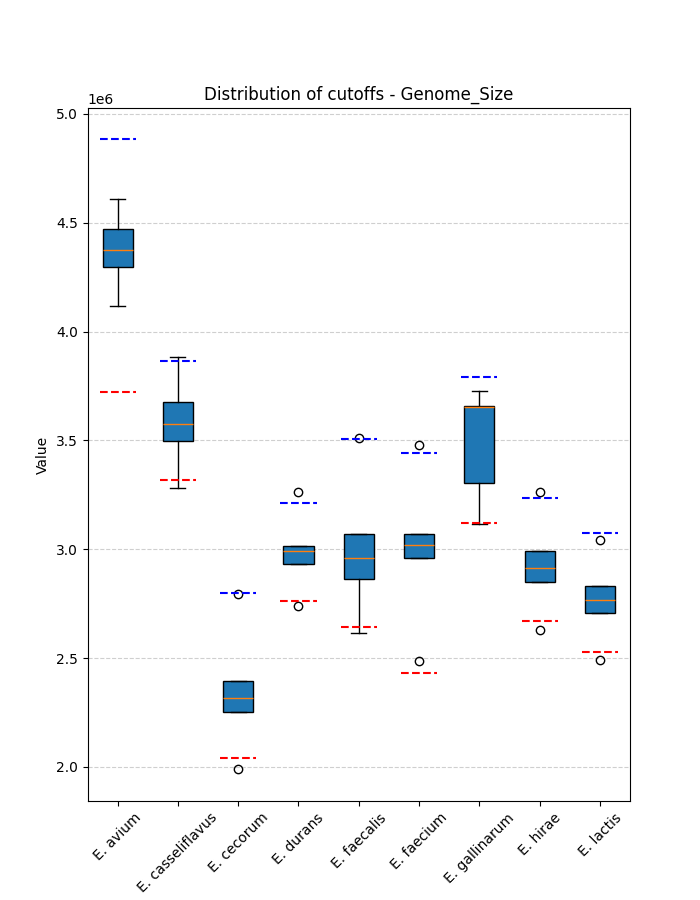 Distribution of cutoffs - Genome_Size
1e6
5.0
4.5
4.0
3.5
3.0
2.5
2.0
Value
E. avium
E. casseliflavus
E. cecorum
E. durans
E. faecalis
E. faecium
E. gallinarum
E. hirae
E. lactis